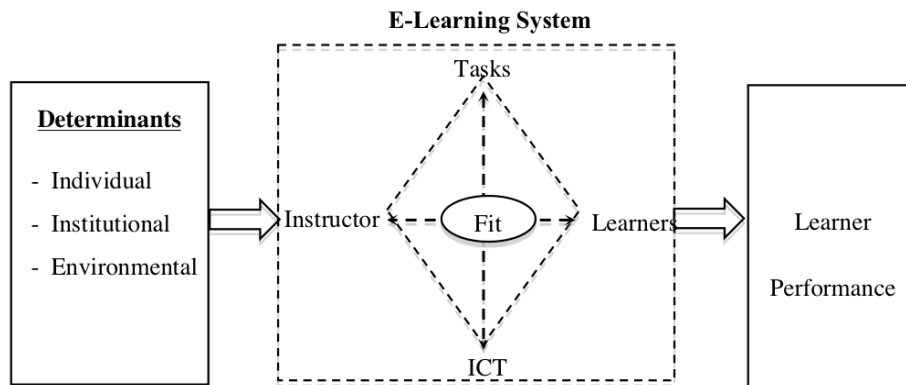 E-Learning System
Determinants
- Individual
- Institutional
- Environmental
Tasks
Instructor
Fit
Learners
ICT
Learner
Performance